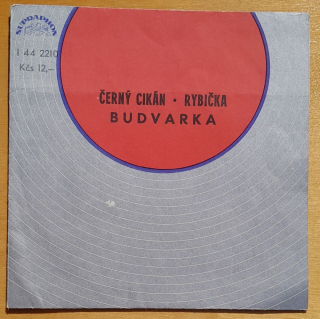 SUPRAPHON
1 44 2210
Kčs 12,–
ČERNÝ CIKÁN • RYBIČKA
BUDVARKA